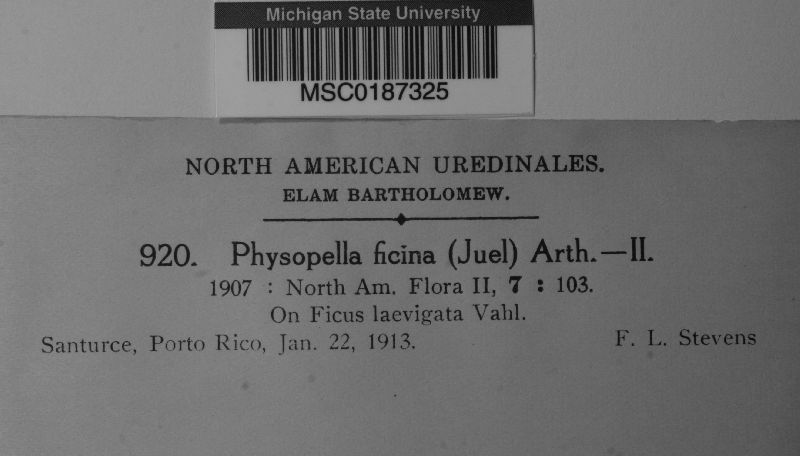 Michigan State University
MSC0187325
NORTH AMERICAN UREDINALES.
ELAM BARTHOLOMEW.
920. Physopella ficina (Juel) Arth.—II.
1907 : North Am. Flora II, 7 : 103.
On Ficus laevigata Vahl.
Santurce, Porto Rico, Jan. 22, 1913. F. L. Stevens